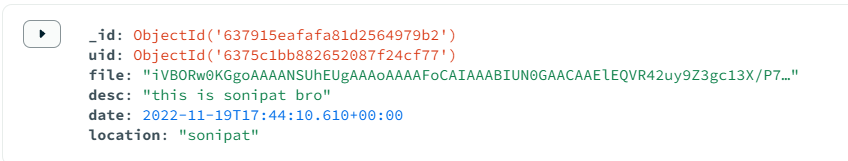 _id: ObjectId('637915eafafa81d2564979b2')
uid: ObjectId('6375c1bb882652087f24cf77')
file: "iVBORw0KGgoAAAANSUhEUgAAAoAAAAFoCAIAAABIUN0GAACAAElEQVR42uy9Z3gc13X/P7…"
desc: "this is sonipat bro"
date: 2022-11-19T17:44:10.610+00:00
location: "sonipat"